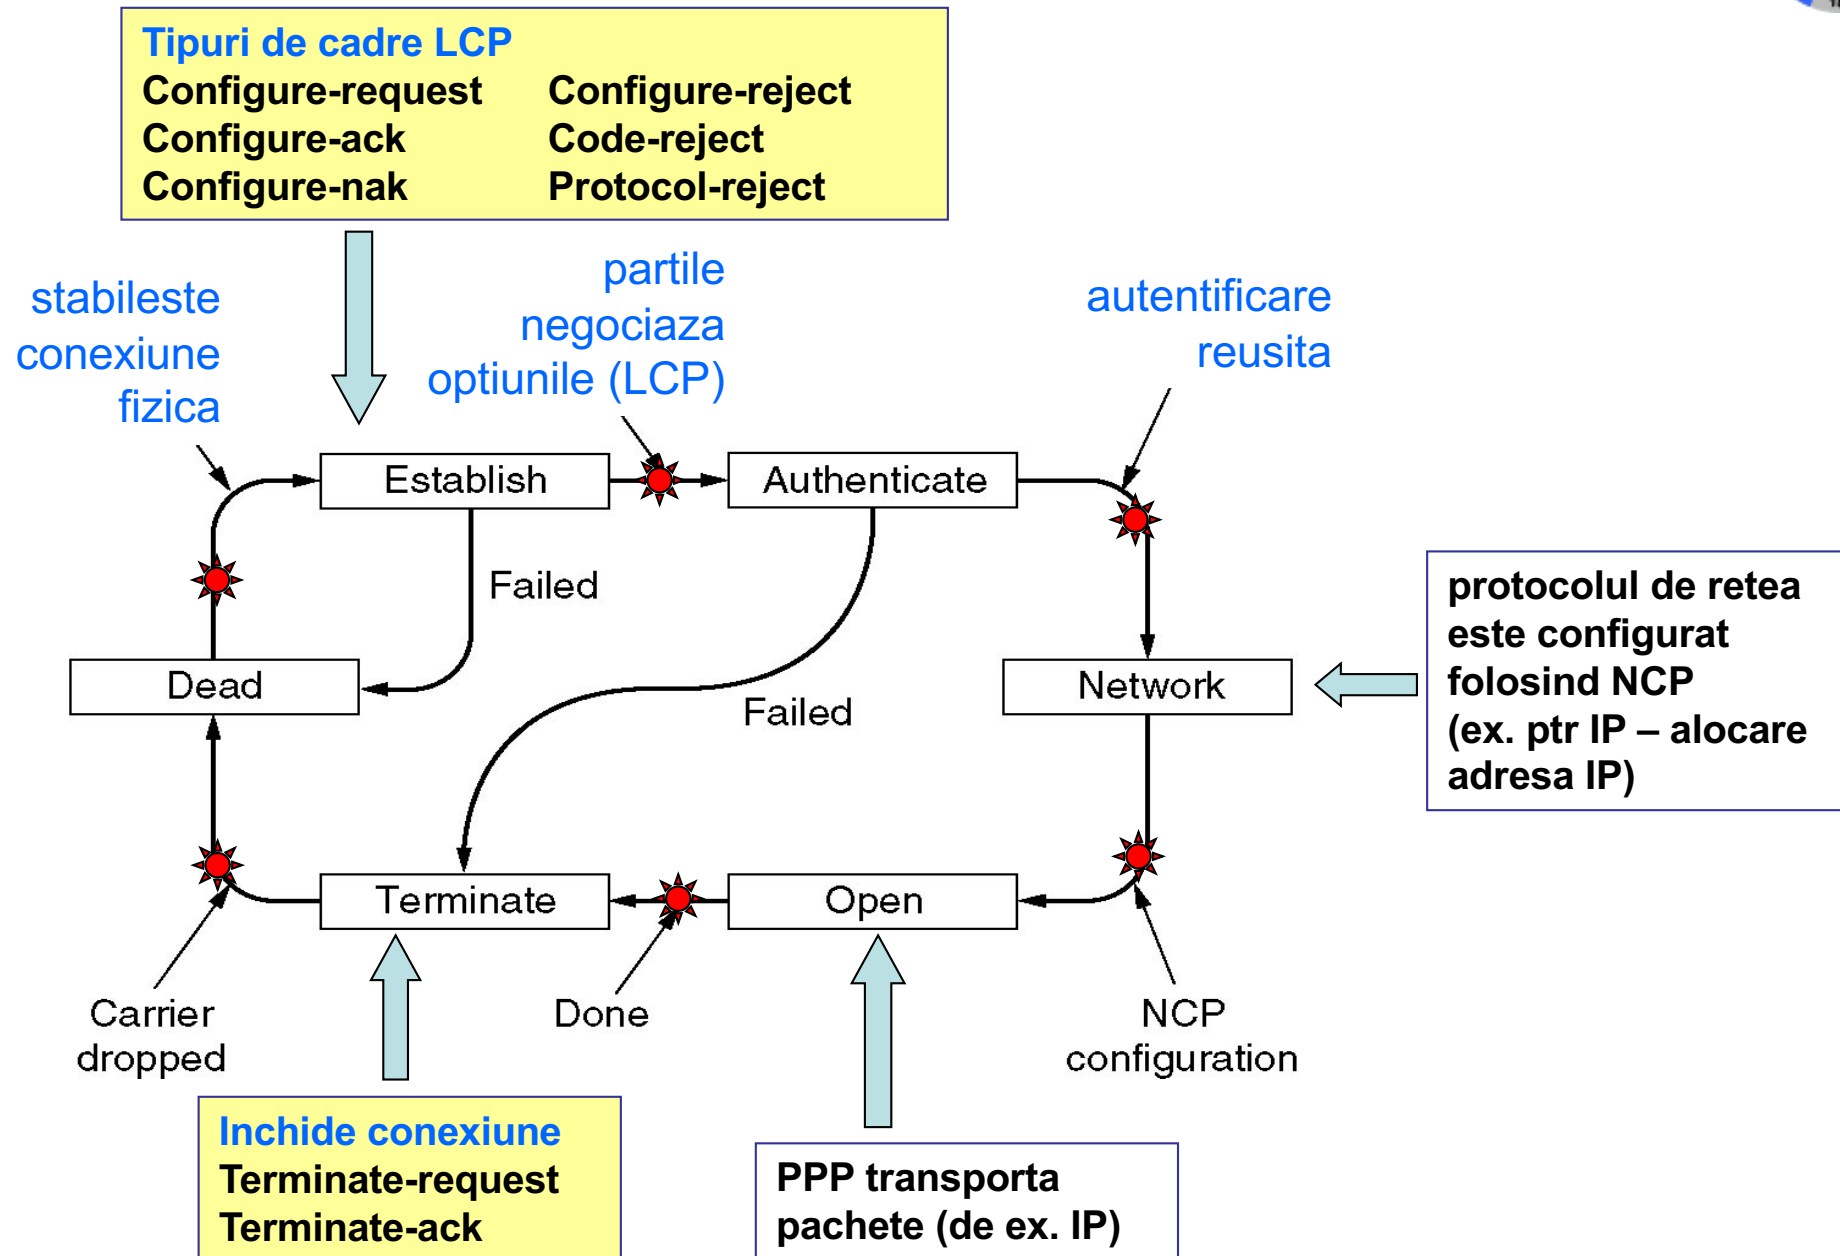 Tipuri de cadre LCP
Configure-request Configure-reject
Configure-ack Code-reject
Configure-nak Protocol-reject
stabileste
conexiune
fizica
partile
negociaza
optiunile (LCP)
autentificare
reusita
Establish
Authenticate
Failed
Failed
Dead
Network
protocolul de retea
este configurat
folosind NCP
(ex. ptr IP – alocare
adresa IP)
Terminate
Open
Carrier
dropped
Done
NCP
configuration
Inchide conexiune
Terminate-request
Terminate-ack
PPP transporta
pachete (de ex. IP)